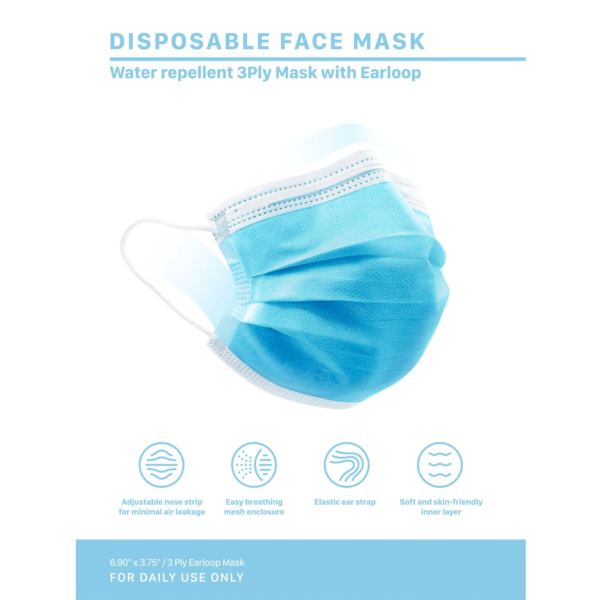 DISPOSABLE FACE MASK
Water repellent 3Ply Mask with Earloop
Adjustable nose strip
for minimal air leakage
Easy breathing
mesh enclosure
Elastic ear strap
Soft and skin-friendly
inner layer
6.90" x 3.75" / 3 Ply Earloop Mask
FOR DAILY USE ONLY